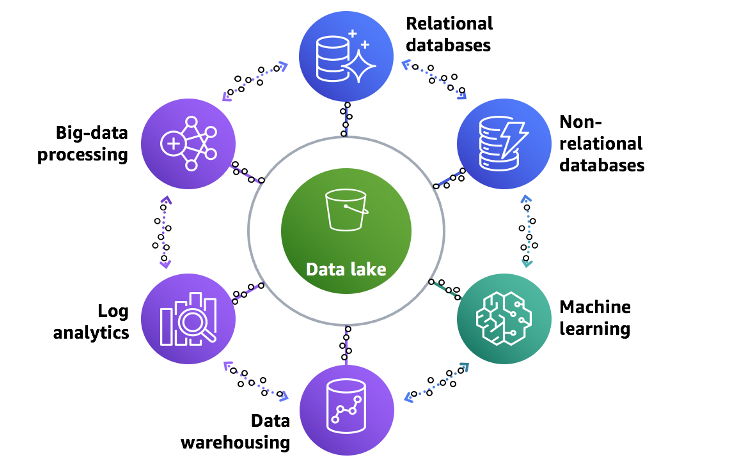 Relational
databases
Big-data
processing
Non-
relational
databases
Data lake
Log
analytics
Machine
learning
Data
warehousing